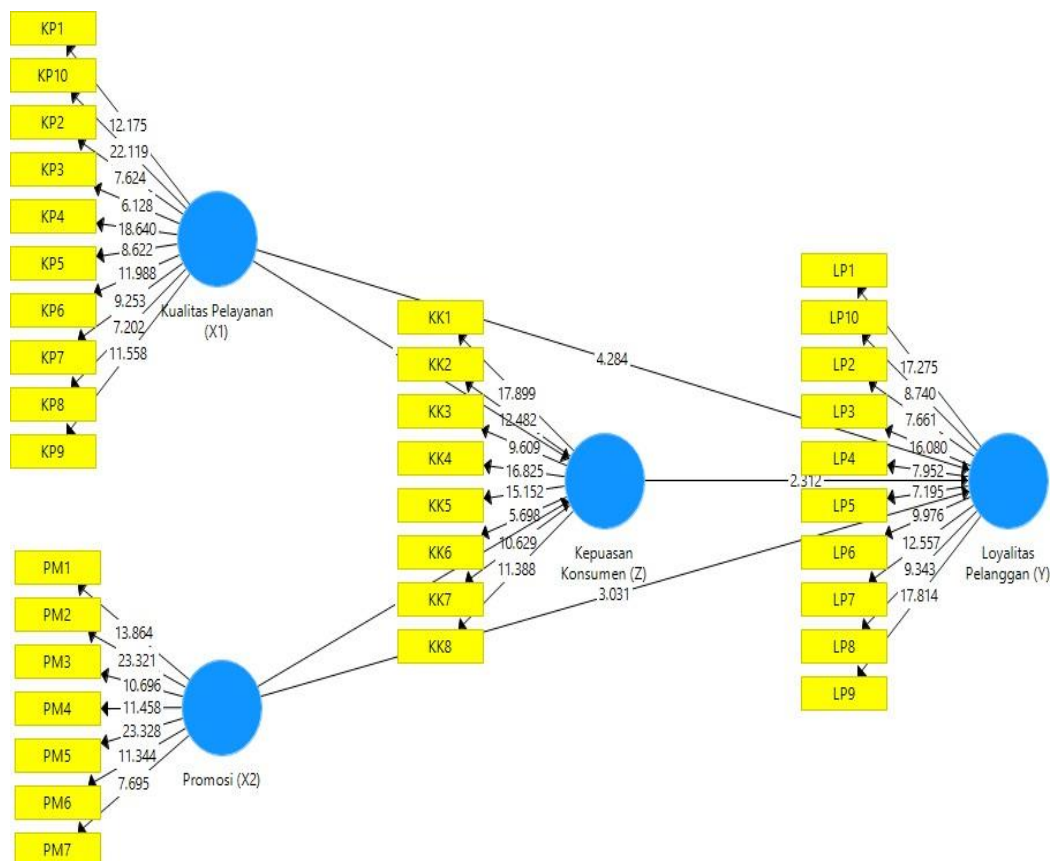 KP1
KP10
KP2
KP3
KP4
KP5
KP6
KP7
KP8
KP9
12.175
22.119
7.624
6.128
18.640
8.622
11.988
9.253
7.202
11.558
Kualitas Pelayanan
(X1)
PM1
PM2
PM3
PM4
PM5
PM6
PM7
13.864
23.321
10.696
11.458
23.328
11.344
7.695
Promosi (X2)
KK1
KK2
KK3
KK4
KK5
KK6
KK7
KK8
17.899
12.482
9.609
16.825
15.152
5.698
10.629
11.388
Kepuasan
Konsumen (Z)
4.284
2.312
3.031
LP1
LP10
LP2
LP3
LP4
LP5
LP6
LP7
LP8
LP9
17.275
8.740
7.661
16.080
7.952
7.195
9.976
12.557
9.343
17.814
Loyalitas
Pelanggan (Y)